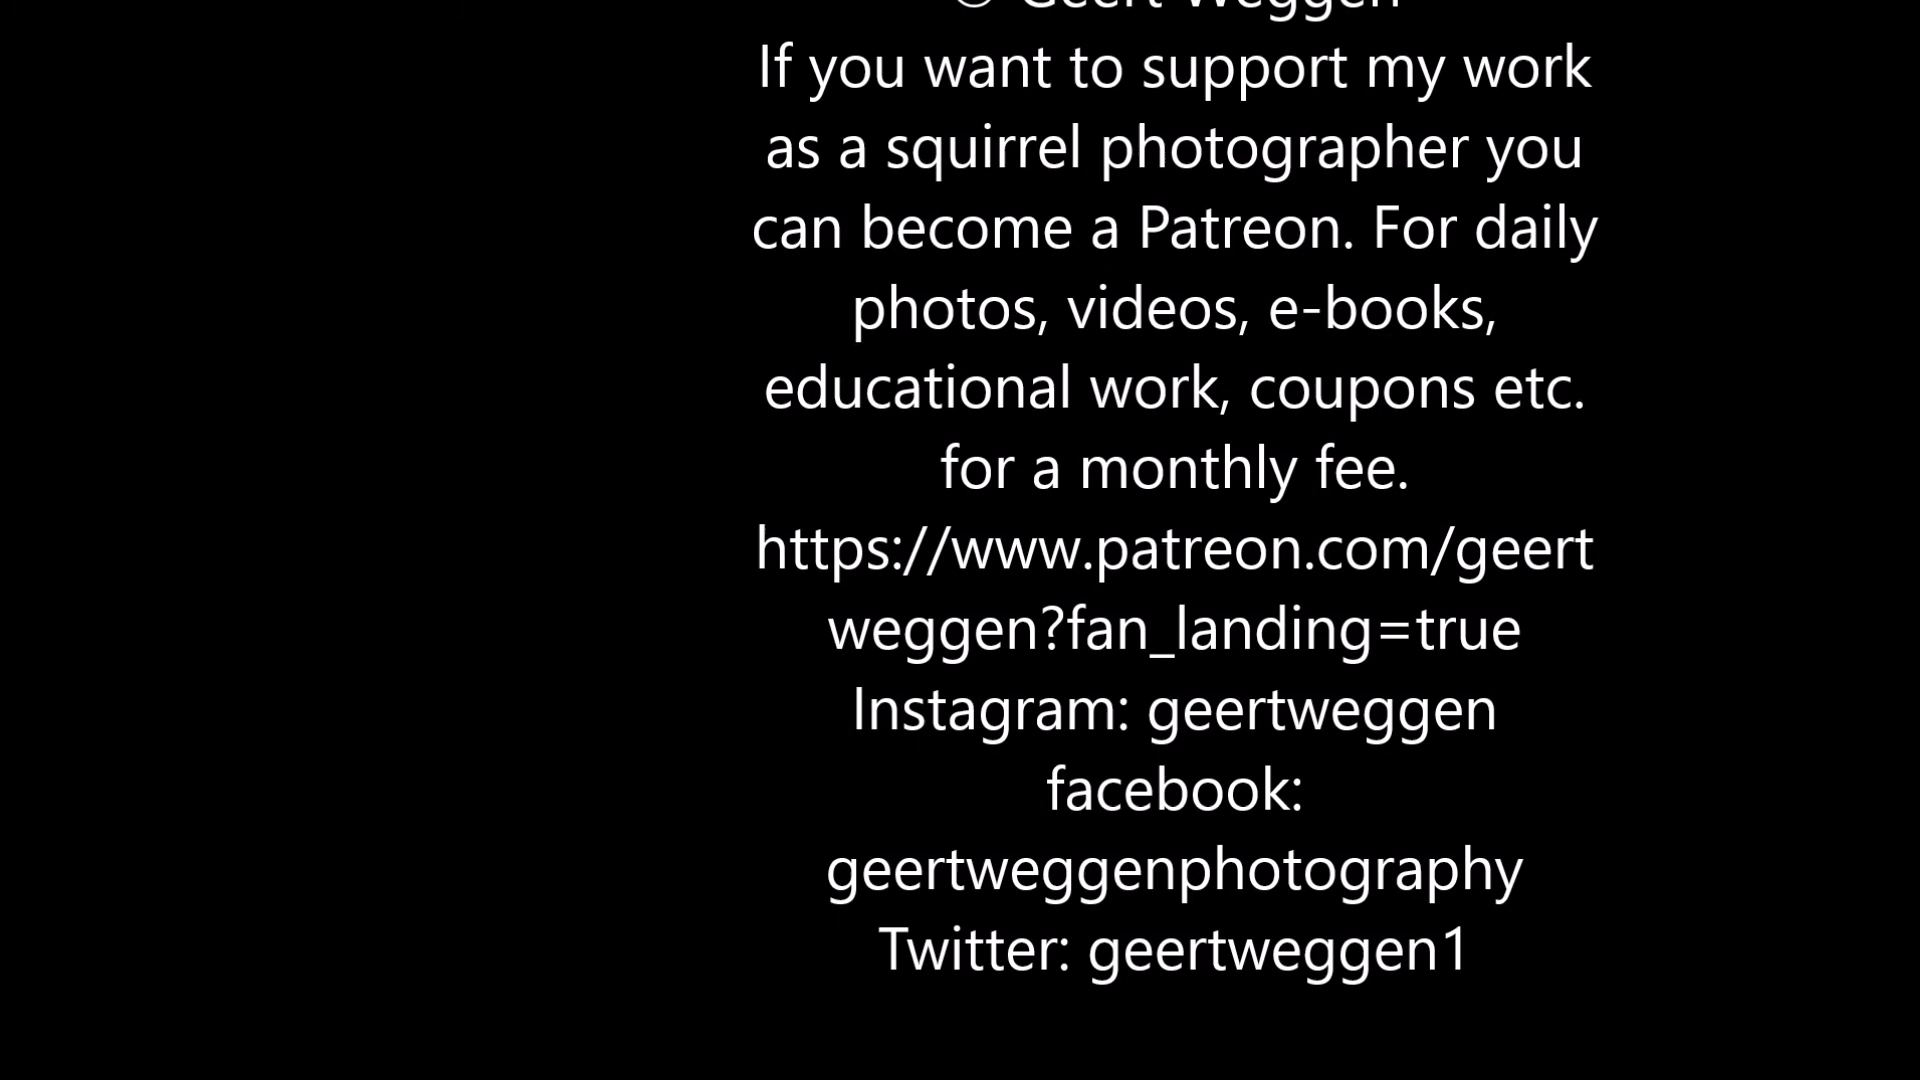 © Geert Weggen
If you want to support my work
as a squirrel photographer you
can become a Patreon. For daily
photos, videos, e-books,
educational work, coupons etc.
for a monthly fee.
https://www.patreon.com/geert
weggen?fan_landing=true
Instagram: geertweggen
facebook:
geertweggenphotography
Twitter: geertweggen1